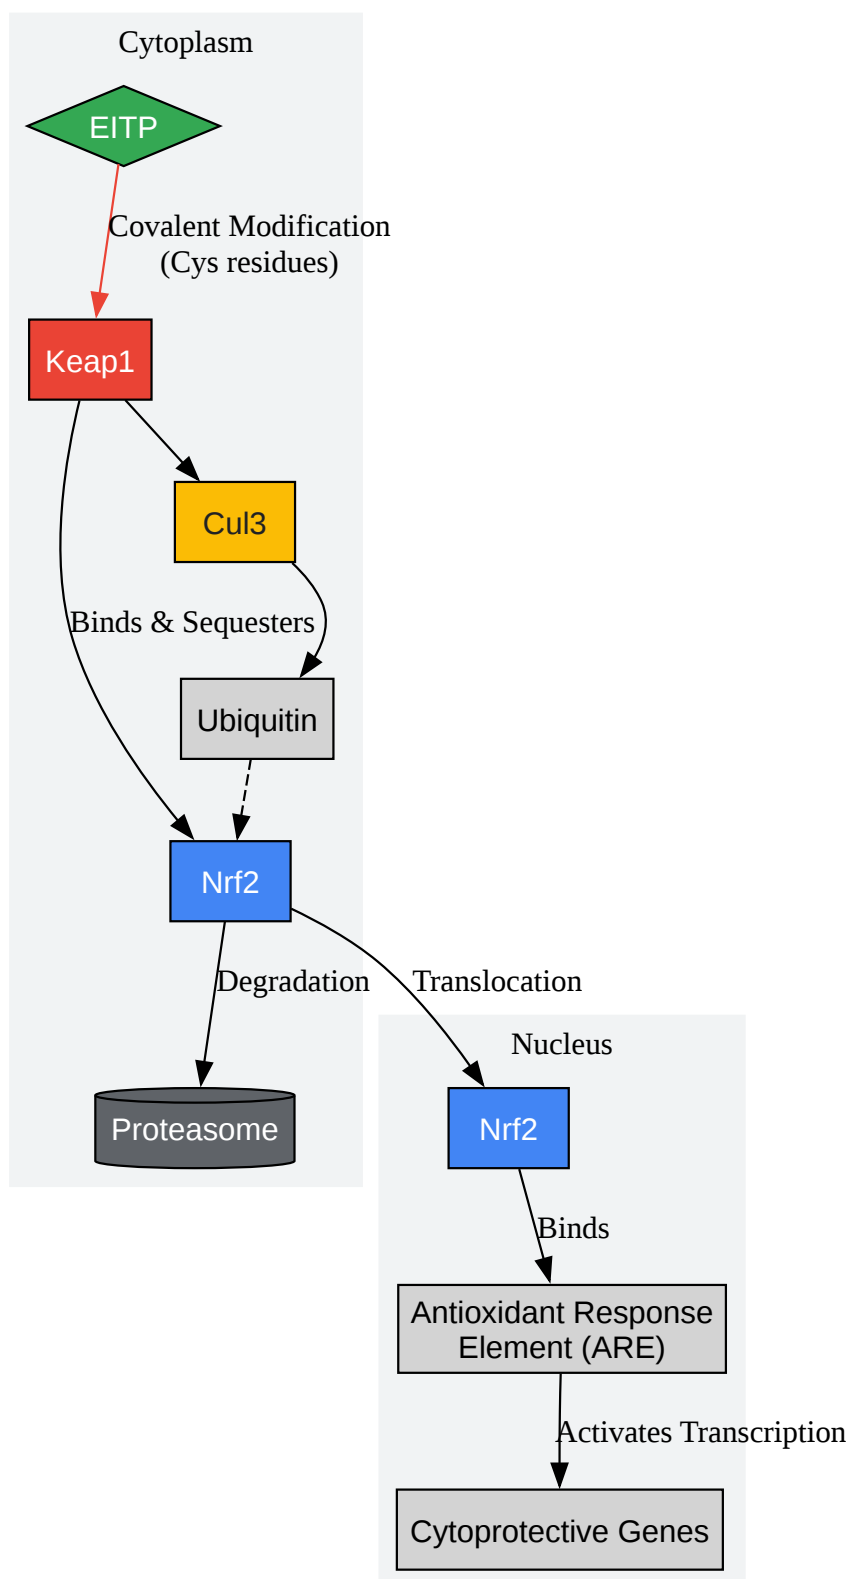 Cytoplasm
EITP
Covalent Modification
(Cys residues)
Keap1
Cul3
Binds & Sequesters
Ubiquitin
Nrf2
Degradation
Translocation
Nucleus
Proteasome
Nrf2
Binds
Antioxidant Response
Element (ARE)
Activates Transcription
Cytoprotective Genes